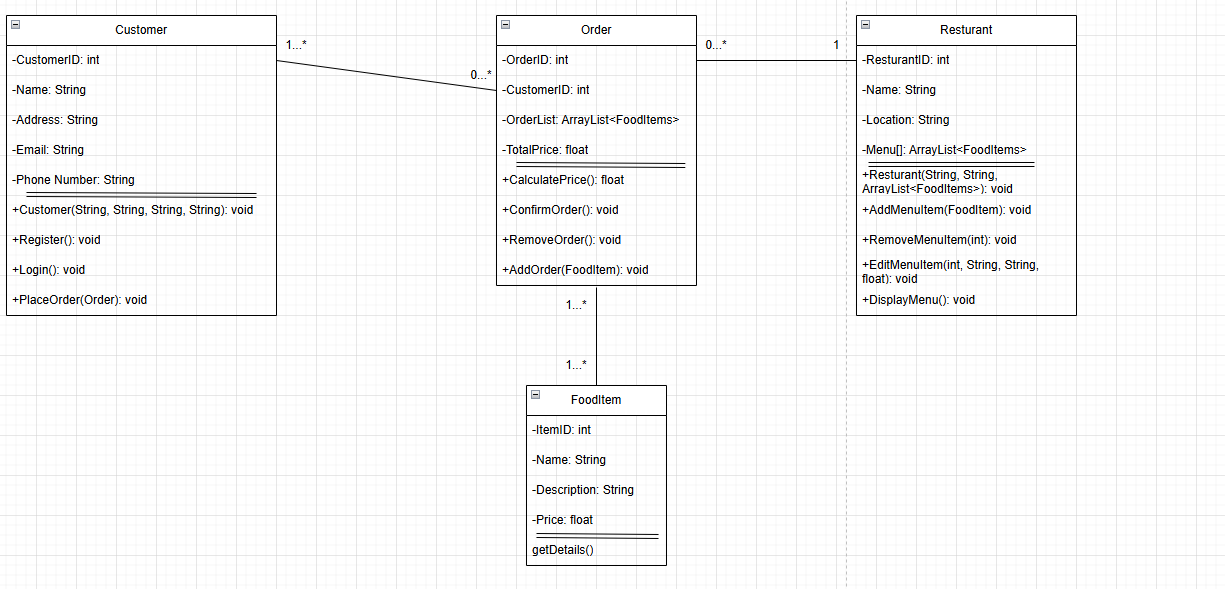 Customer
-CustomerID: int
-Name: String
-Address: String
-Email: String
-Phone Number: String
+Customer(String, String, String, String): void
+Register(): void
+Login(): void
+PlaceOrder(Order): void
1...*
0...*
Order
-OrderID: int
-CustomerID: int
-OrderList: ArrayList<FoodItems>
-TotalPrice: float
+CalculatePrice(): float
+ConfirmOrder(): void
+RemoveOrder(): void
+AddOrder(FoodItem): void
0...*
1
Resturant
-ResturantID: int
-Name: String
-Location: String
-Menu[]: ArrayList<FoodItems>
+Resturant(String, String,
ArrayList<FoodItems>): void
+AddMenuItem(FoodItem): void
+RemoveMenuItem(int): void
+EditMenuItem(int, String, String,
float): void
+DisplayMenu(): void
1...*
1...*
FoodItem
-ItemID: int
-Name: String
-Description: String
-Price: float
getDetails()